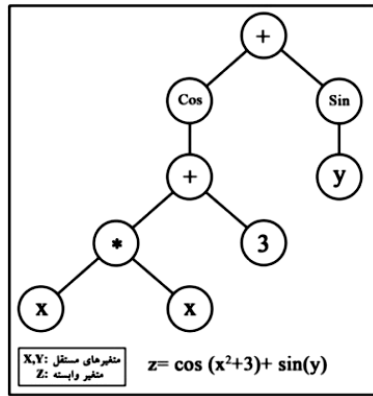 +
Cos Sin
+ y
* 3
x x
X,Y: متغیرهای مستقل
Z: متغیر وابسته
z= cos (x²+3)+ sin(y)